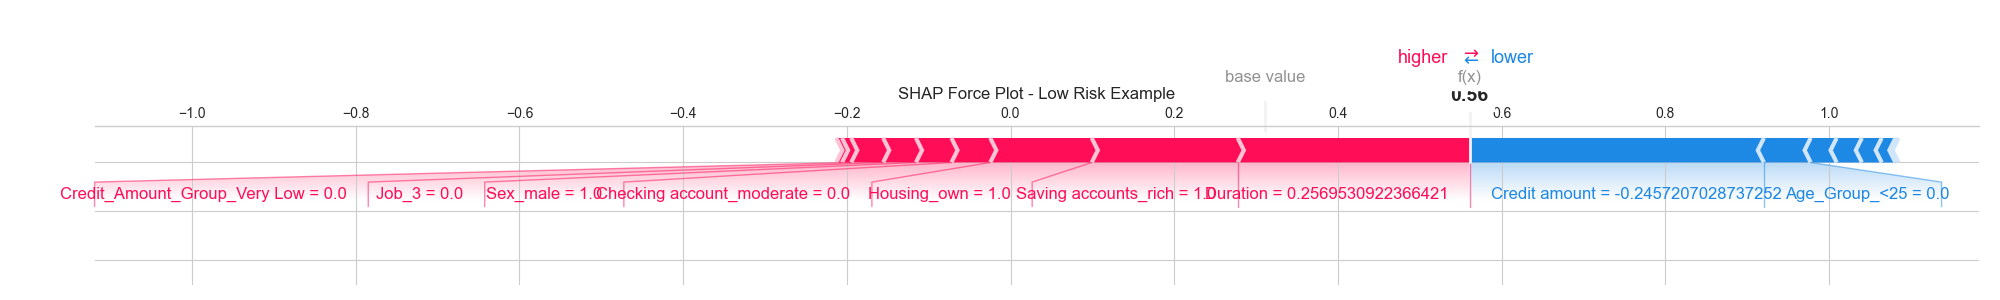 higher ⇄ lower
base value f(x)
SHAP Force Plot - Low Risk Example 0.56
−1.0 −0.8 −0.6 −0.4 −0.2 0.0 0.2 0.4 0.6 0.8 1.0
Credit_Amount_Group_Very Low = 0.0 Job_3 = 0.0 Sex_male = 1.0 Checking account_moderate = 0.0 Housing_own = 1.0 Saving accounts_rich = 1.0 Duration = 0.2569530922366421 Credit amount = -0.2457207028737252 Age_Group_<25 = 0.0